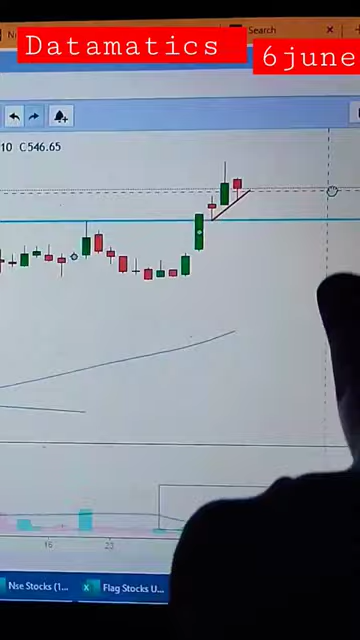 Search
Datamatics
6june
10 C546.65
16
23
Nse Stocks (1...
Flag Stocks U...